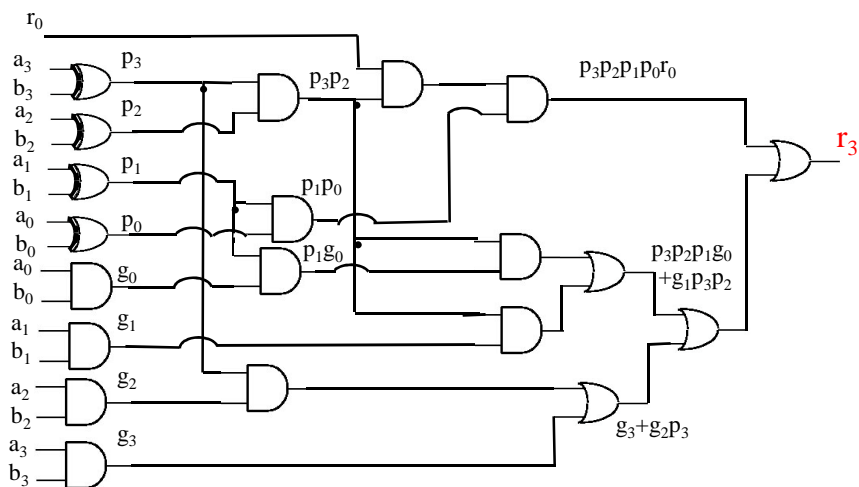 r₀
a₃ p₃
b₃
p₃p₂
p₃p₂p₁p₀r₀
a₂ p₂
b₂
r₃
a₁ p₁
b₁
p₁p₀
a₀ p₀
b₀
p₁g₀
a₀ g₀
b₀
p₃p₂p₁g₀
+g₁p₃p₂
a₁ g₁
b₁
a₂ g₂
b₂
g₃+g₂p₃
a₃ g₃
b₃